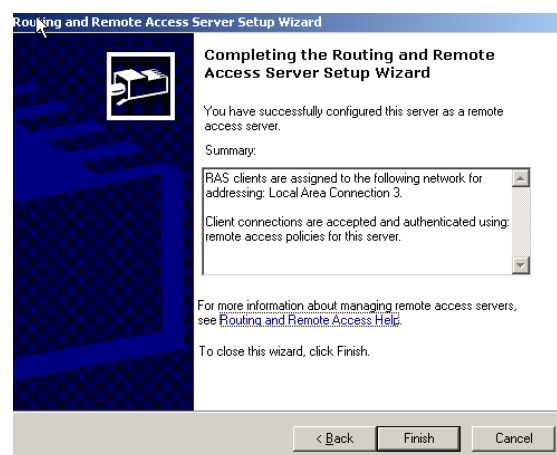 Routing and Remote Access Server Setup Wizard
Completing the Routing and Remote
Access Server Setup Wizard
You have successfully configured this server as a remote
access server.
Summary:
RAS clients are assigned to the following network for
addressing: Local Area Connection 3.
Client connections are accepted and authenticated using:
remote access policies for this server.
For more information about managing remote access servers,
see Routing and Remote Access Help.
To close this wizard, click Finish.
< Back
Finish
Cancel